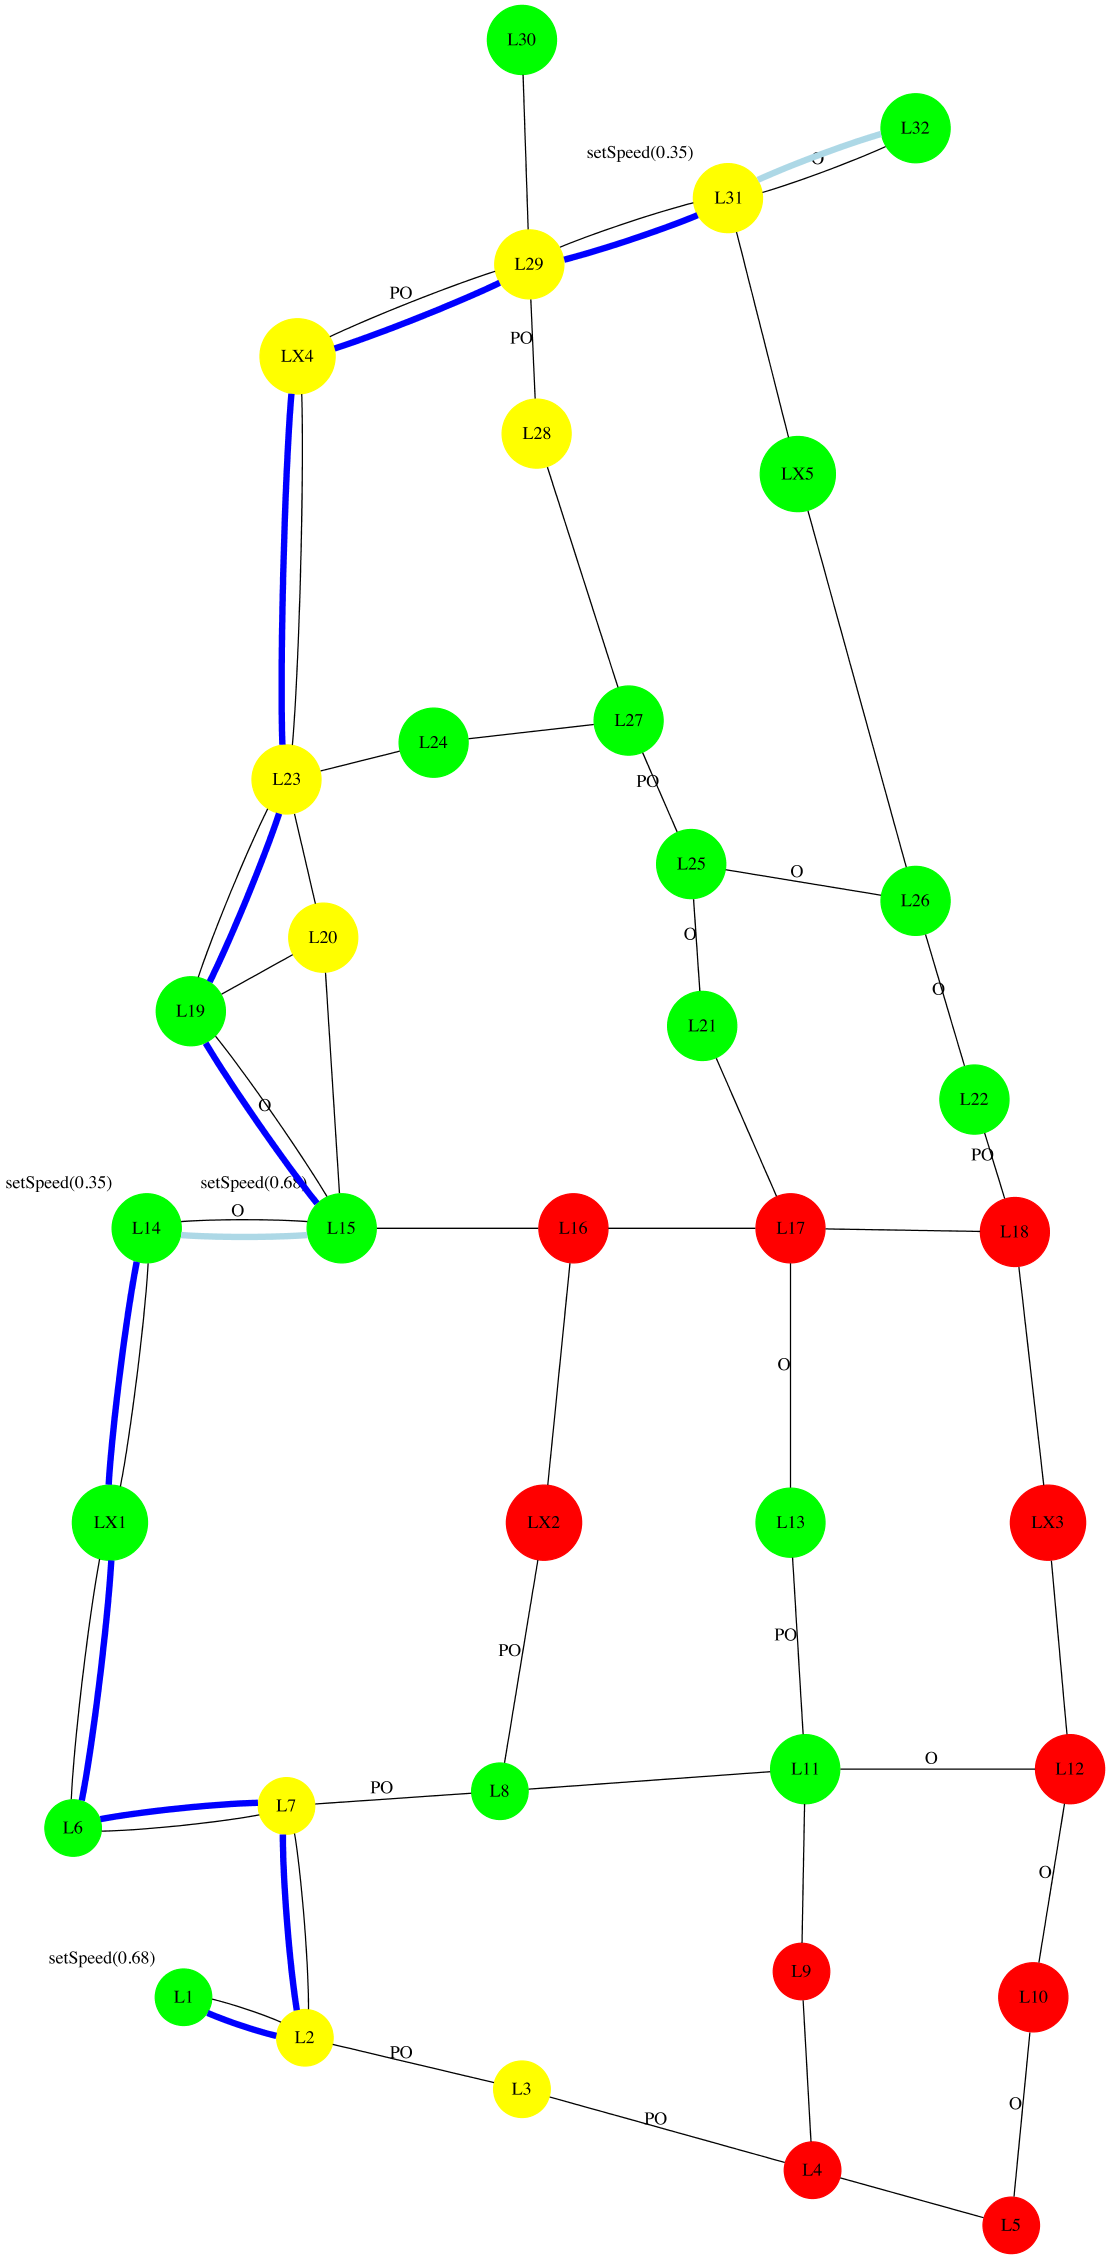 L30
L32
setSpeed(0.35)
O
L31
L29
PO
PO
LX4
L28
LX5
L27
L24
L23
PO
L25
O
L26
L20
O
O
L19
L21
L22
O
PO
setSpeed(0.35)
setSpeed(0.68)
O
L14
L15
L16
L17
L18
O
LX1
LX2
L13
LX3
PO
PO
O
L11
L12
PO
L8
L7
L6
O
L9
setSpeed(0.68)
L1
L10
L2
PO
L3
O
PO
L4
L5